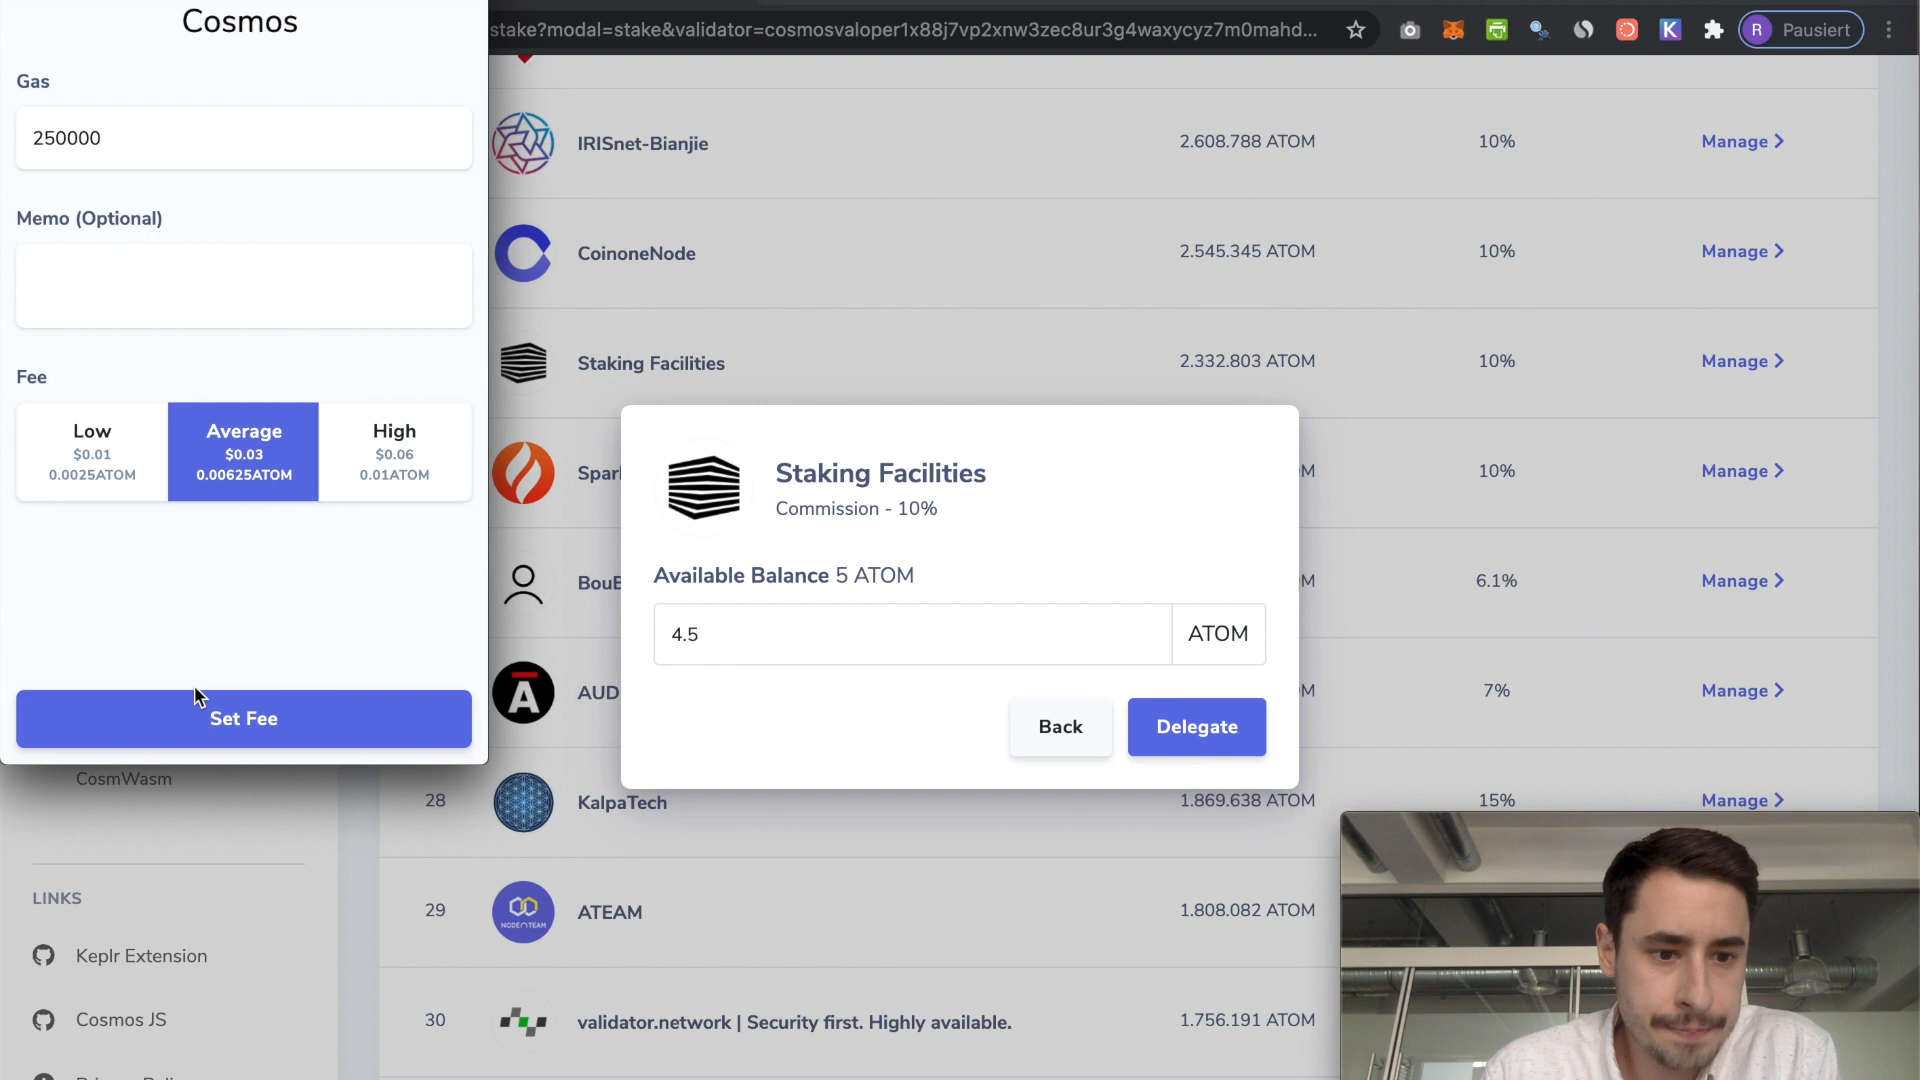 Cosmos
Gas
250000
Memo (Optional)
Fee
Low
$0.01
0.0025ATOM
Average
$0.03
0.00625ATOM
High
$0.06
0.01ATOM
Set Fee
CosmWasm
LINKS
Keplr Extension
Cosmos JS
stake?modal=stake&validator=cosmosvaloper1x88j7vp2xnw3zec8ur3g4waxycyz7m0mahd...
K
R Pausiert
IRISnet-Bianjie 2.608.788 ATOM 10% Manage
CoinoneNode 2.545.345 ATOM 10% Manage
Staking Facilities 2.332.803 ATOM 10% Manage
10% Manage
6.1% Manage
7% Manage
Staking Facilities
Commission - 10%
Available Balance 5 ATOM
4.5 ATOM
Back
Delegate
28 KalpaTech 1.869.638 ATOM 15% Manage
29 NODE TEAM ATEAM 1.808.082 ATOM
30 validator.network | Security first. Highly available. 1.756.191 ATOM